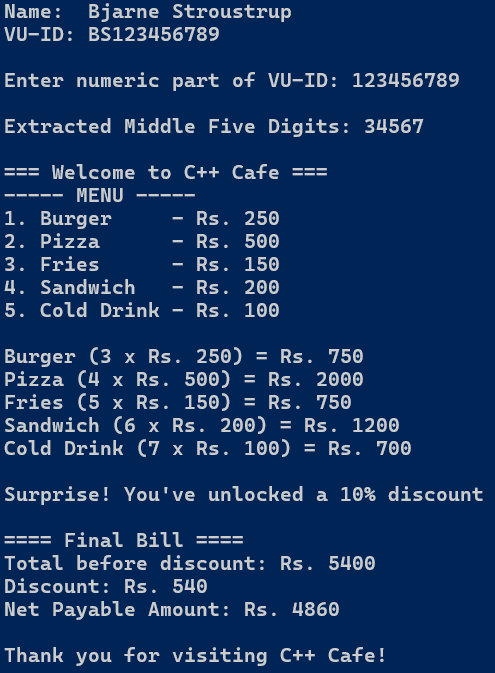 Name:  Bjarne Stroustrup
VU-ID: BS123456789
Enter numeric part of VU-ID: 123456789
Extracted Middle Five Digits: 34567
=== Welcome to C++ Cafe ===
----- MENU -----
1. Burger     - Rs. 250
2. Pizza      - Rs. 500
3. Fries      - Rs. 150
4. Sandwich   - Rs. 200
5. Cold Drink - Rs. 100
Burger (3 x Rs. 250) = Rs. 750
Pizza (4 x Rs. 500) = Rs. 2000
Fries (5 x Rs. 150) = Rs. 750
Sandwich (6 x Rs. 200) = Rs. 1200
Cold Drink (7 x Rs. 100) = Rs. 700
Surprise! You've unlocked a 10% discount
==== Final Bill ====
Total before discount: Rs. 5400
Discount: Rs. 540
Net Payable Amount: Rs. 4860
Thank you for visiting C++ Cafe!